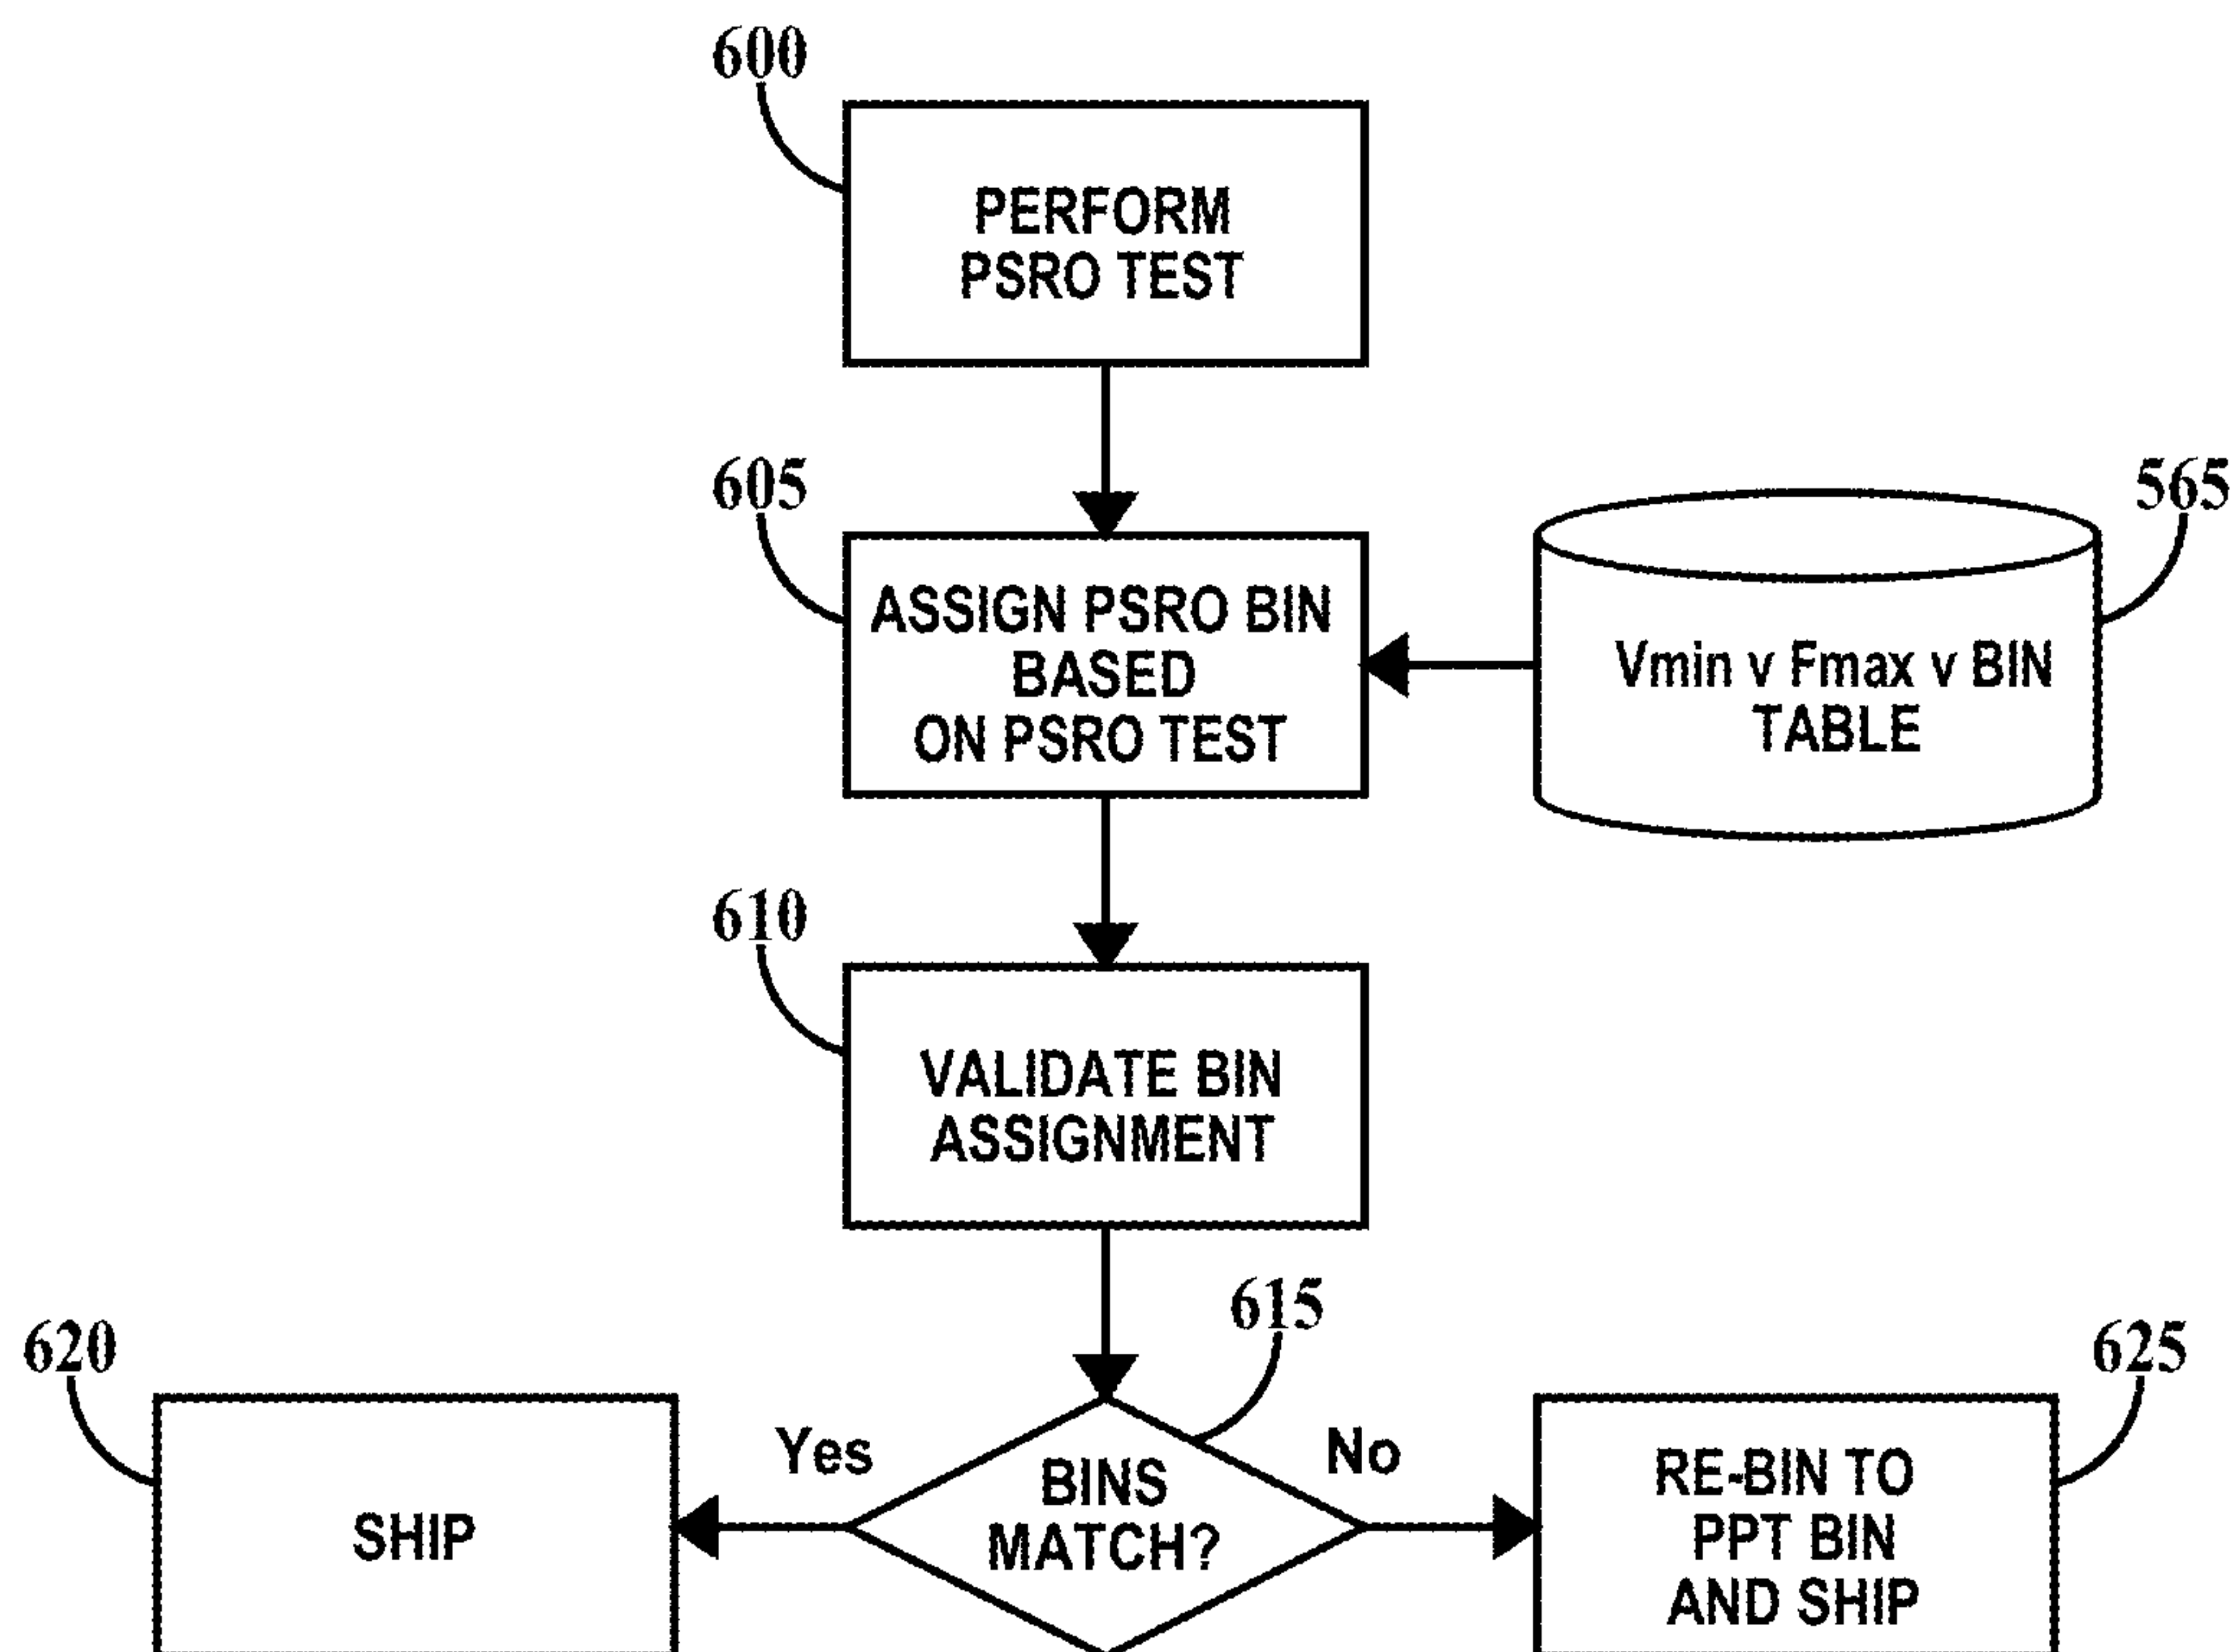 600
PERFORM
PSRO TEST
605
ASSIGN PSRO BIN
BASED
ON PSRO TEST
565
Vmin v Fmax v BIN
TABLE
610
VALIDATE BIN
ASSIGNMENT
615
620
SHIP
Yes
BINS
MATCH?
No
625
RE-BIN TO
PPT BIN
AND SHIP